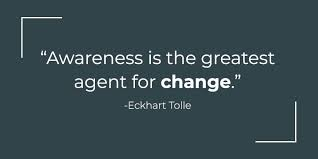 “Awareness is the greatest
agent for change.”
-Eckhart Tolle